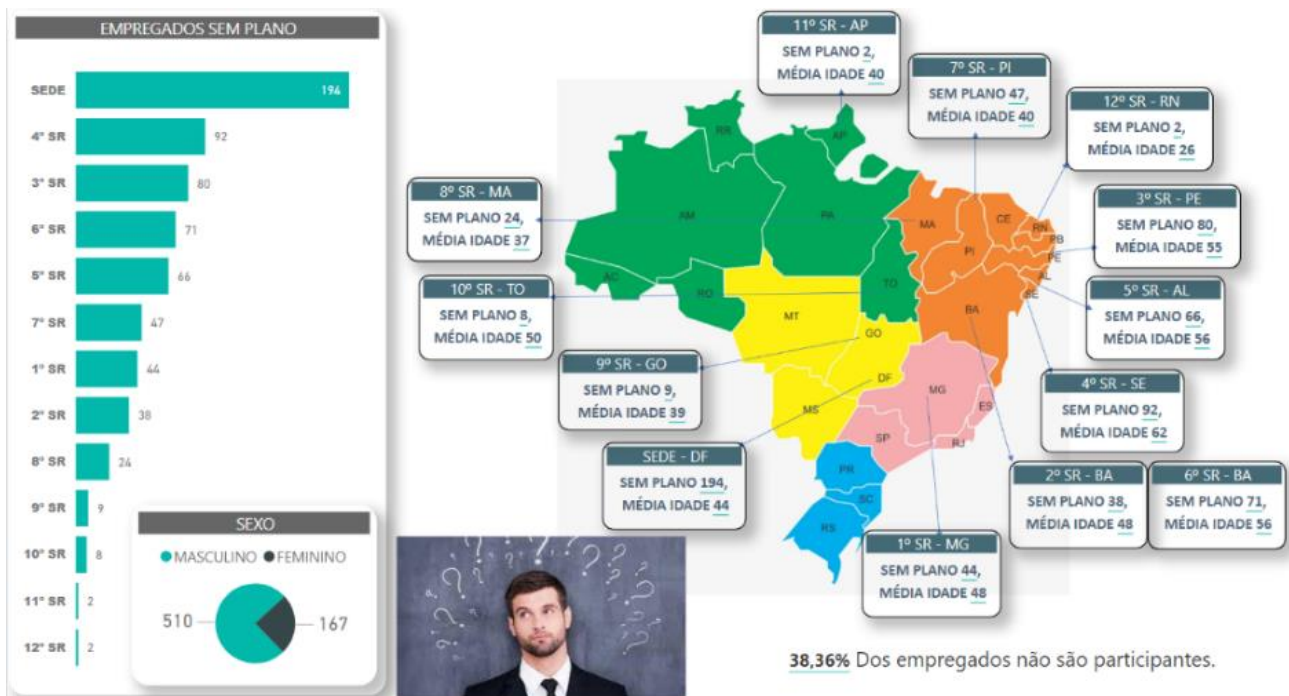 EMPREGADOS SEM PLANO
SEDE
194
4º SR
92
3º SR
80
6º SR
71
5º SR
66
7º SR
47
1º SR
44
2º SR
38
8º SR
24
9º SR
9
10º SR
8
11º SR
2
12º SR
2
SEXO
MASCULINO FEMININO
510
167
11º SR - AP
SEM PLANO 2,
MÉDIA IDADE 40
7º SR - PI
SEM PLANO 47,
MÉDIA IDADE 40
12º SR - RN
SEM PLANO 2,
MÉDIA IDADE 26
8º SR - MA
SEM PLANO 24,
MÉDIA IDADE 37
3º SR - PE
SEM PLANO 80,
MÉDIA IDADE 55
10º SR - TO
SEM PLANO 8,
MÉDIA IDADE 50
5º SR - AL
SEM PLANO 66,
MÉDIA IDADE 56
9º SR - GO
SEM PLANO 9,
MÉDIA IDADE 39
4º SR - SE
SEM PLANO 92,
MÉDIA IDADE 62
SEDE - DF
SEM PLANO 194,
MÉDIA IDADE 44
2º SR - BA
SEM PLANO 38,
MÉDIA IDADE 48
6º SR - BA
SEM PLANO 71,
MÉDIA IDADE 56
1º SR - MG
SEM PLANO 44,
MÉDIA IDADE 48
RR
AP
AM
PA
MA
CE
RN
PB
PE
AL
SE
PI
AC
RO
TO
BA
MT
GO
DF
MG
ES
MS
SP
RJ
PR
SC
RS
38,36% Dos empregados não são participantes.